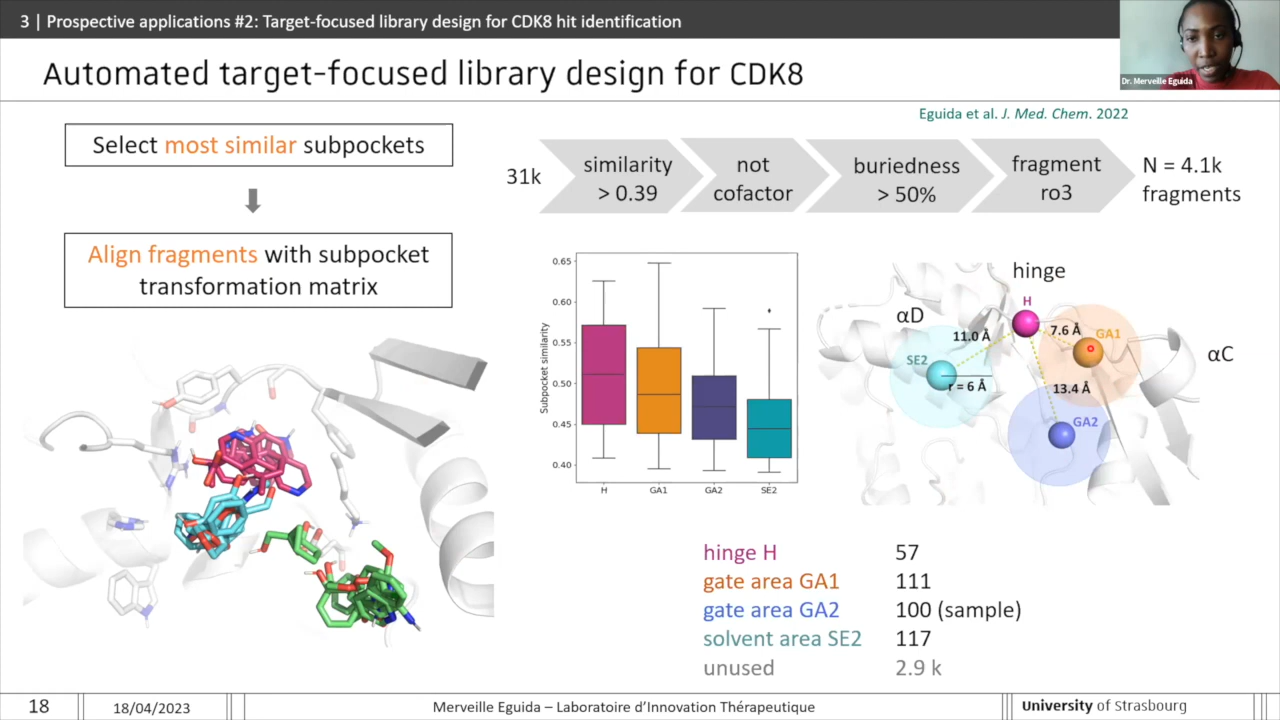 3 | Prospective applications #2: Target-focused library design for CDK8 hit identification
Dr. Merveille Eguida
Automated target-focused library design for CDK8
Eguida et al. J. Med. Chem. 2022
Select most similar subpockets
Align fragments with subpocket
transformation matrix
31k
similarity
> 0.39
not
cofactor
buriedness
> 50%
fragment
ro3
N = 4.1k
fragments
Subpocket similarity
0.65
0.60
0.55
0.50
0.45
0.40
H
GA1
GA2
SE2
hinge
H
αD
11.0 Å
7.6 Å
GA1
αC
SE2
r = 6 Å
13.4 Å
GA2
hinge H 57
gate area GA1 111
gate area GA2 100 (sample)
solvent area SE2 117
unused 2.9 k
18
18/04/2023
Merveille Eguida – Laboratoire d’Innovation Thérapeutique
University of Strasbourg